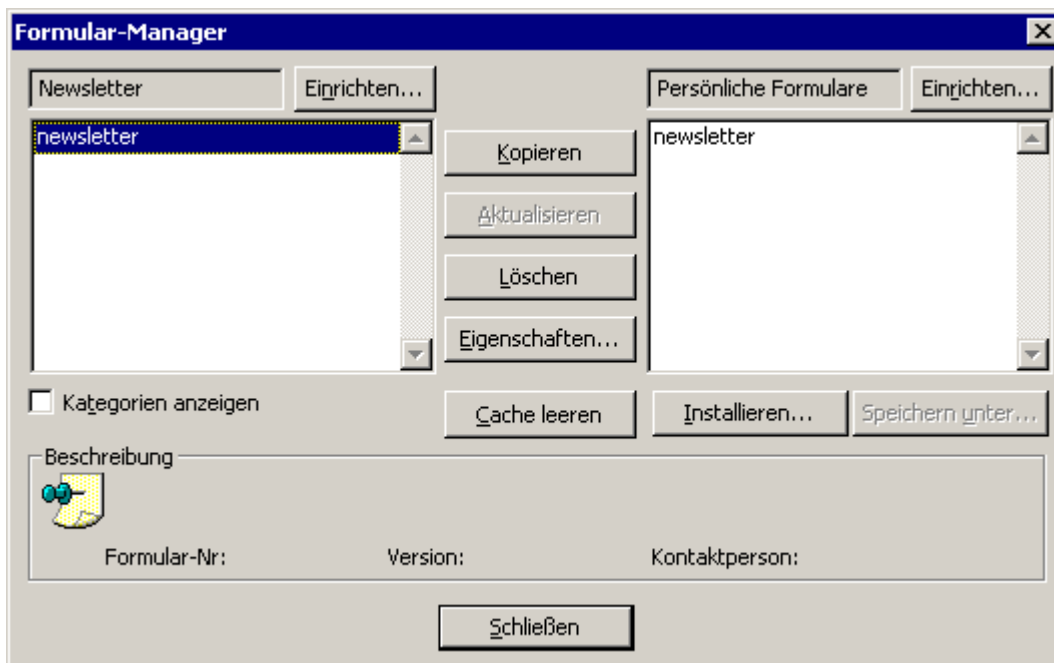 Formular-Manager
Newsletter
Einrichten...
Persönliche Formulare
Einrichten...
newsletter
newsletter
Kopieren
Aktualisieren
Löschen
Eigenschaften...
Kategorien anzeigen
Cache leeren
Installieren...
Speichern unter...
Beschreibung
Formular-Nr:
Version:
Kontaktperson:
Schließen